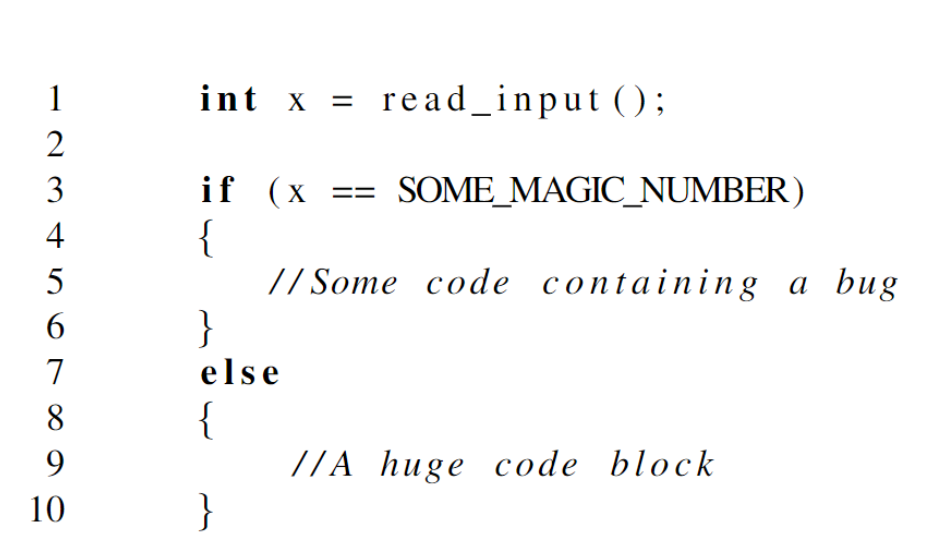 1 int x = read_input();
2
3 if (x == SOME_MAGIC_NUMBER)
4 {
5 //Some code containing a bug
6 }
7 else
8 {
9 //A huge code block
10 }